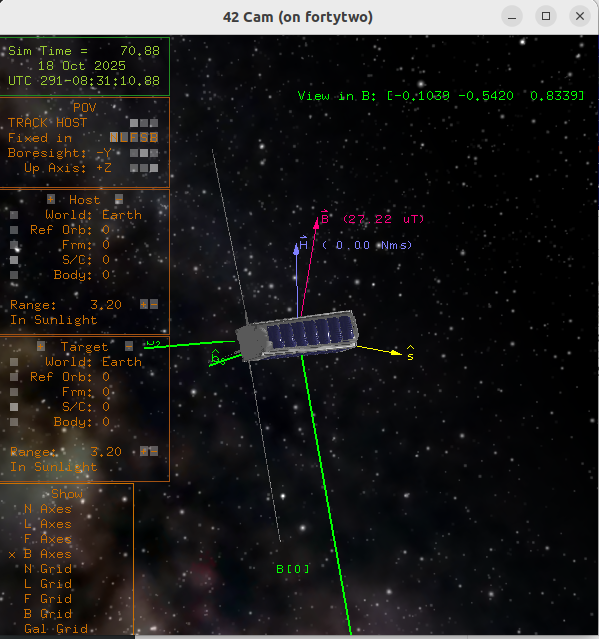 42 Cam (on fortytwo)
Sim Time = 70.88
18 Oct 2025
UTC 291-08:31:10.88
View in B: [-0.1039 -0.5420 0.8339]
POV
TRACK HOST
Fixed in L F S B
Boresight: -Y
Up Axis: +Z
+ Host
World: Earth
Ref Orb: 0
Frm: 0
S/C: 0
Body: 0
Range: 3.20 + -
In Sunlight
B (27.22 uT)
H ( 0.00 Nms)
s
+ Target -
World: Earth
Ref Orb: 0
Frm: 0
S/C: 0
Body: 0
Range: 3.20
In Sunlight
Show
N Axes
L Axes
F Axes
x B Axes
N Grid
L Grid
F Grid
B Grid
Gal Grid
B[0]